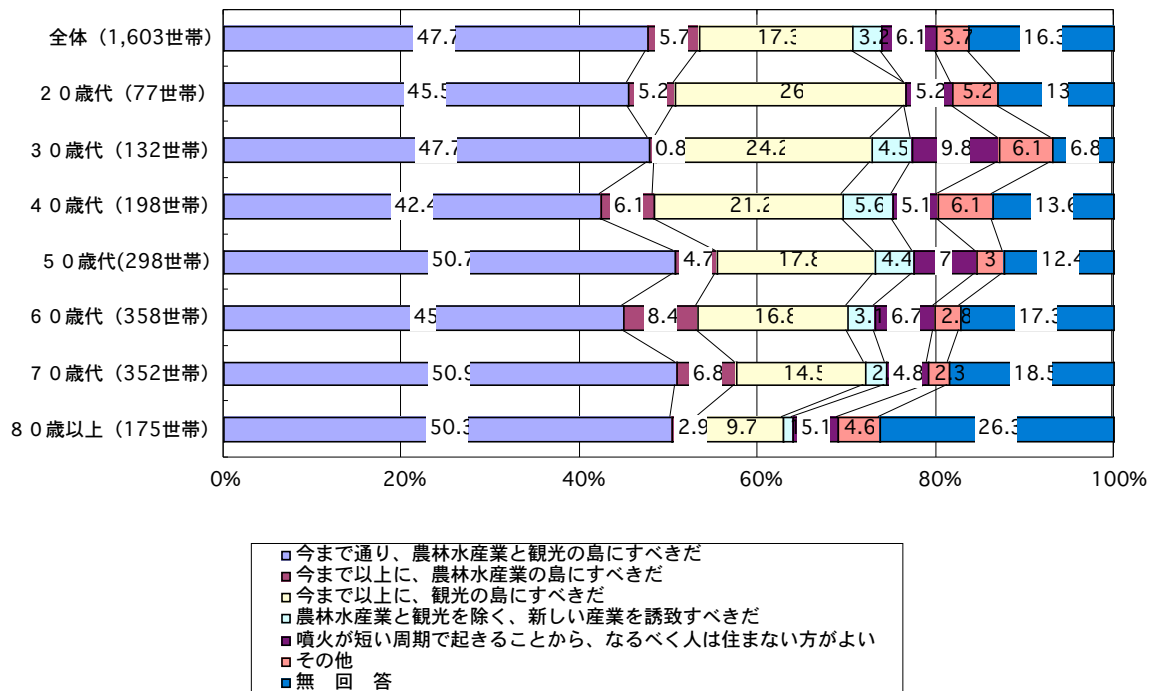 全体（1,603世帯） 47.7 5.7 17.3 3.2 6.1 3.7 16.3
２０歳代（77世帯） 45.5 5.2 26 5.2 5.2 13
３０歳代（132世帯） 47.7 0.8 24.2 4.5 9.8 6.1 6.8
４０歳代（198世帯） 42.4 6.1 21.2 5.6 5.1 6.1 13.6
５０歳代(298世帯） 50.7 4.7 17.8 4.4 7 3 12.4
６０歳代（358世帯） 45 8.4 16.8 3.1 6.7 2.8 17.3
７０歳代（352世帯） 50.9 6.8 14.5 2 4.8 2.3 18.5
８０歳以上（175世帯） 50.3 2.9 9.7 5.1 4.6 26.3
0% 20% 40% 60% 80% 100%
今まで通り、農林水産業と観光の島にすべきだ
今まで以上に、農林水産業の島にすべきだ
今まで以上に、観光の島にすべきだ
農林水産業と観光を除く、新しい産業を誘致すべきだ
噴火が短い周期で起きることから、なるべく人は住まない方がよい
その他
無　回　答